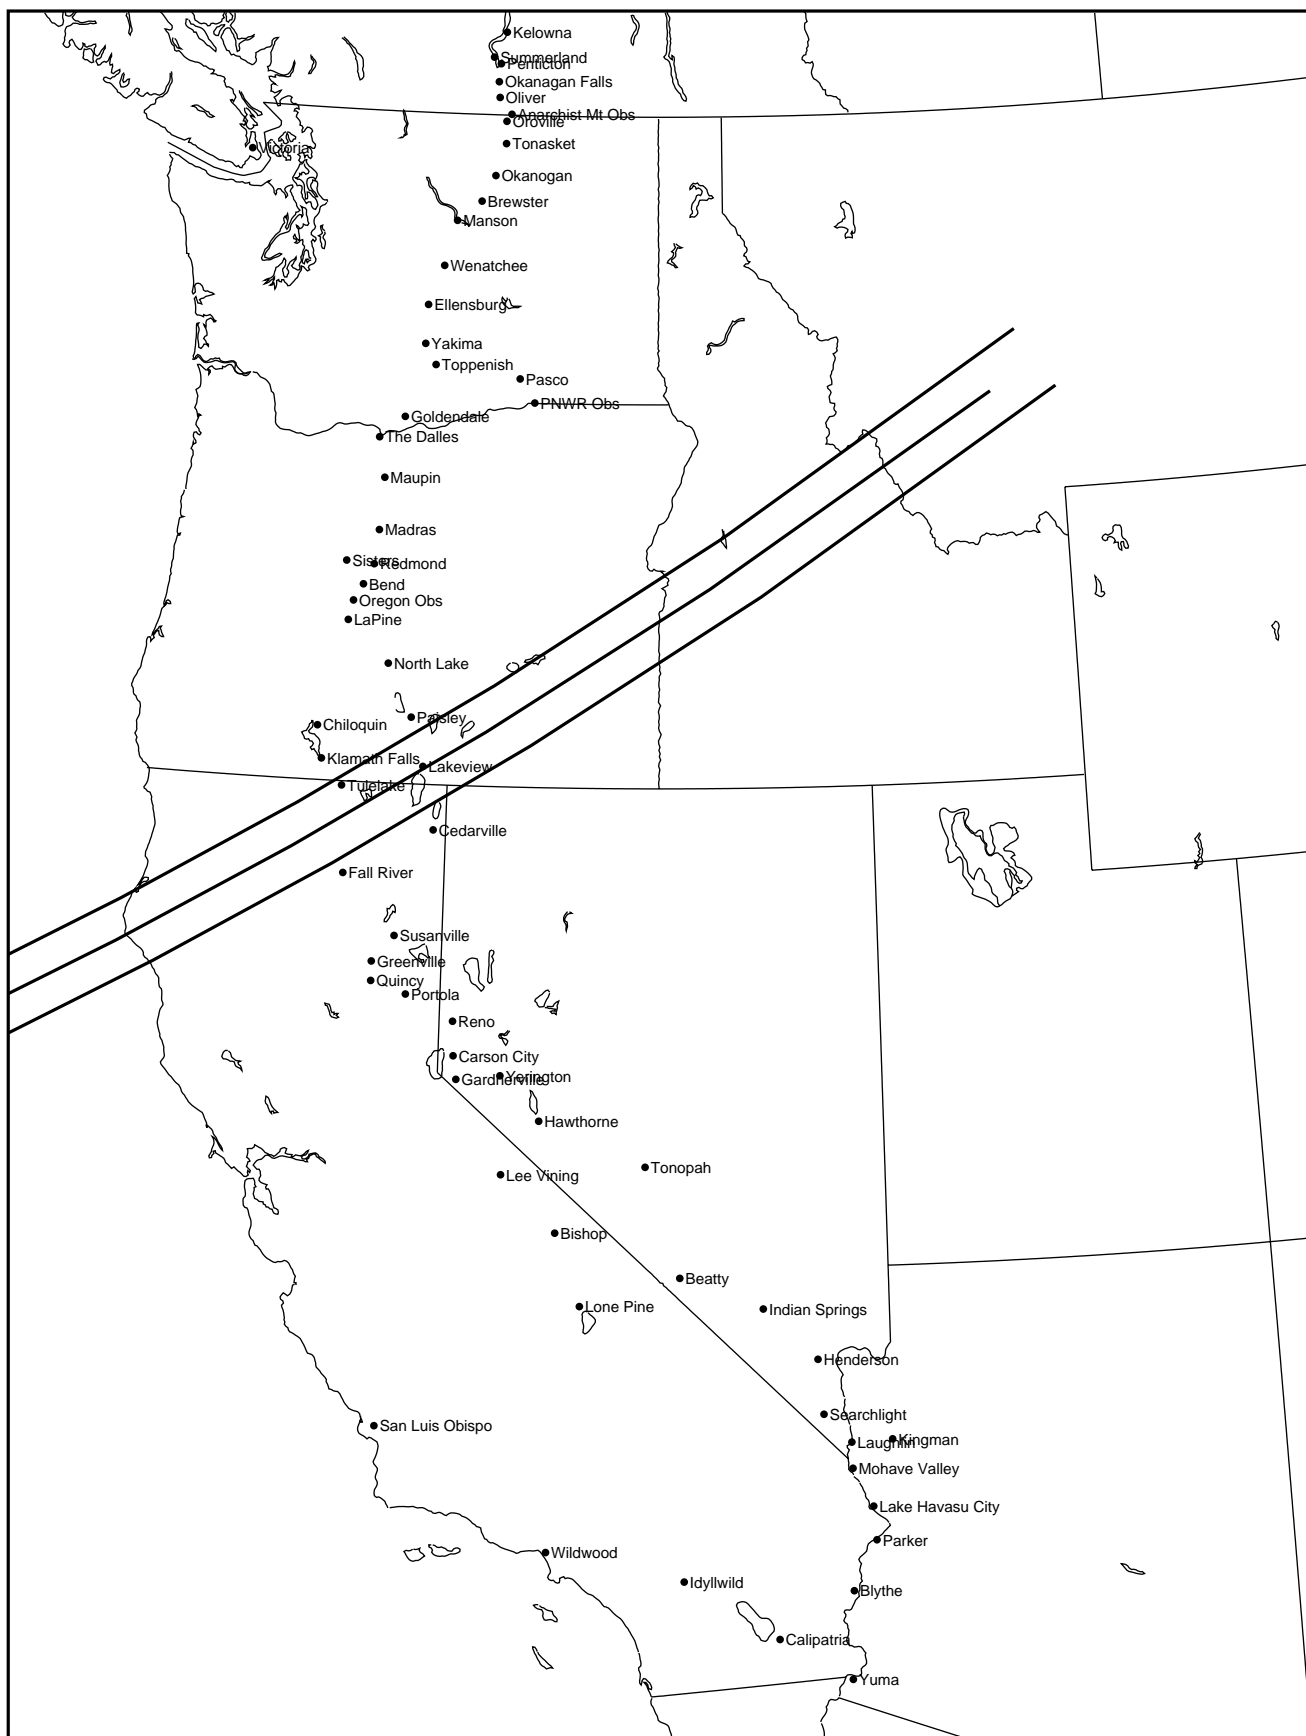 Kelowna
Summerland
Penticton
Okanagan Falls
Oliver
Anarchist Mt Obs
Oroville
Tonasket
Victoria
Okanogan
Brewster
Manson
Wenatchee
Ellensburg
Yakima
Toppenish
Pasco
PNWR Obs
Goldendale
The Dalles
Maupin
Madras
Sisters
Redmond
Bend
Oregon Obs
LaPine
North Lake
Paisley
Chiloquin
Klamath Falls
Lakeview
Tulelake
Cedarville
Fall River
Susanville
Greenville
Quincy
Portola
Reno
Carson City
Yerington
Gardnerville
Hawthorne
Tonopah
Lee Vining
Bishop
Beatty
Lone Pine
Indian Springs
Henderson
Searchlight
San Luis Obispo
Kingman
Laughlin
Mohave Valley
Lake Havasu City
Parker
Wildwood
Idyllwild
Blythe
Calipatria
Yuma